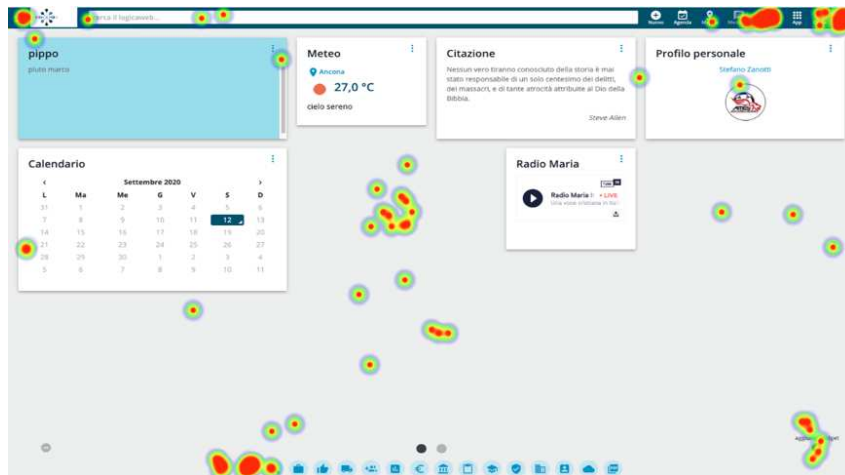 Cerca il logicaweb...
Nuovo
Agenda
App
pippo
pluto marco
Meteo
Ancona
27,0 °C
cielo sereno
Citazione
Nessun vero tiranno conosciuto della storia è mai
stato responsabile di un solo centesimo dei delitti,
dei massacri, e di tante atrocità attribuite al Dio della
Bibbia.
Steve Allen
Profilo personale
Stefano Zanotti
Calendario
Settembre 2020
L Ma Me G V S D
31 1 2 3 4 5 6
7 8 9 10 11 12 13
14 15 16 17 18 19 20
21 22 23 24 25 26 27
28 29 30 1 2 3 4
5 6 7 8 9 10 11
Radio Maria
Radio Maria
• LIVE
Una voce cristiana in